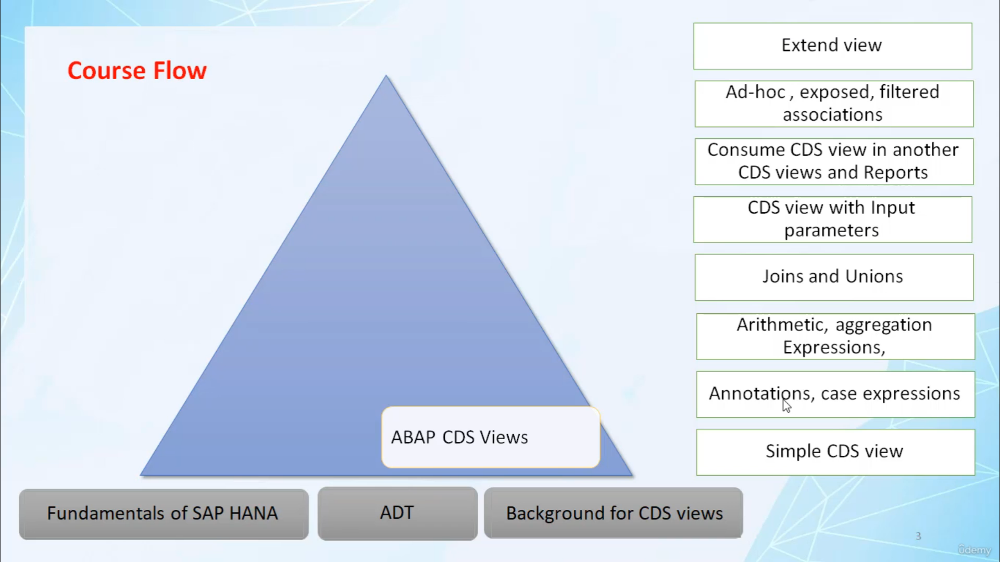 Course Flow
Extend view
Ad-hoc , exposed, filtered
associations
Consume CDS view in another
CDS views and Reports
CDS view with Input
parameters
Joins and Unions
Arithmetic, aggregation
Expressions,
Annotations, case expressions
Simple CDS view
ABAP CDS Views
Fundamentals of SAP HANA
ADT
Background for CDS views
3
ûdemy